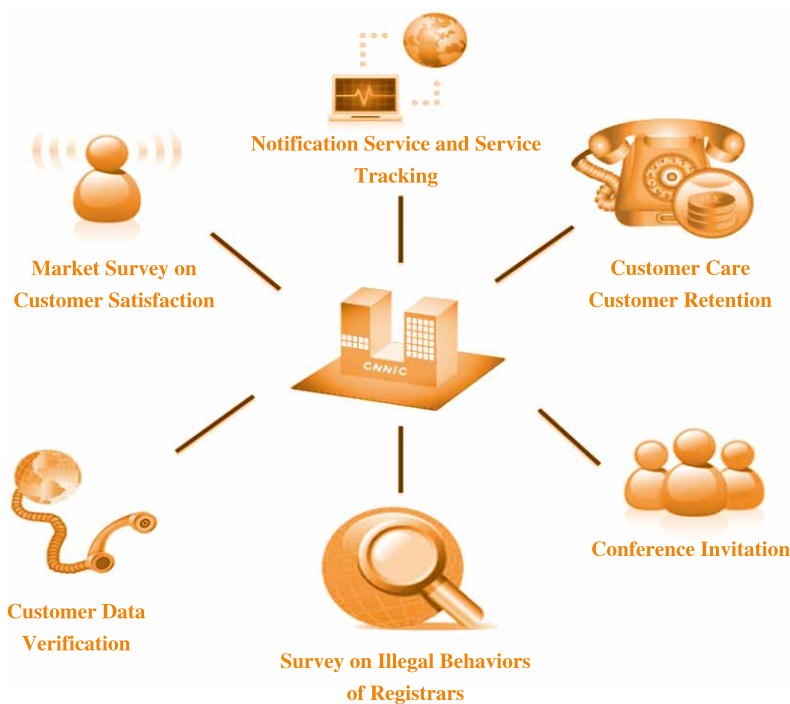 Notification Service and Service
Tracking
Market Survey on
Customer Satisfaction
Customer Care
Customer Retention
CNNIC
Conference Invitation
Customer Data
Verification
Survey on Illegal Behaviors
of Registrars